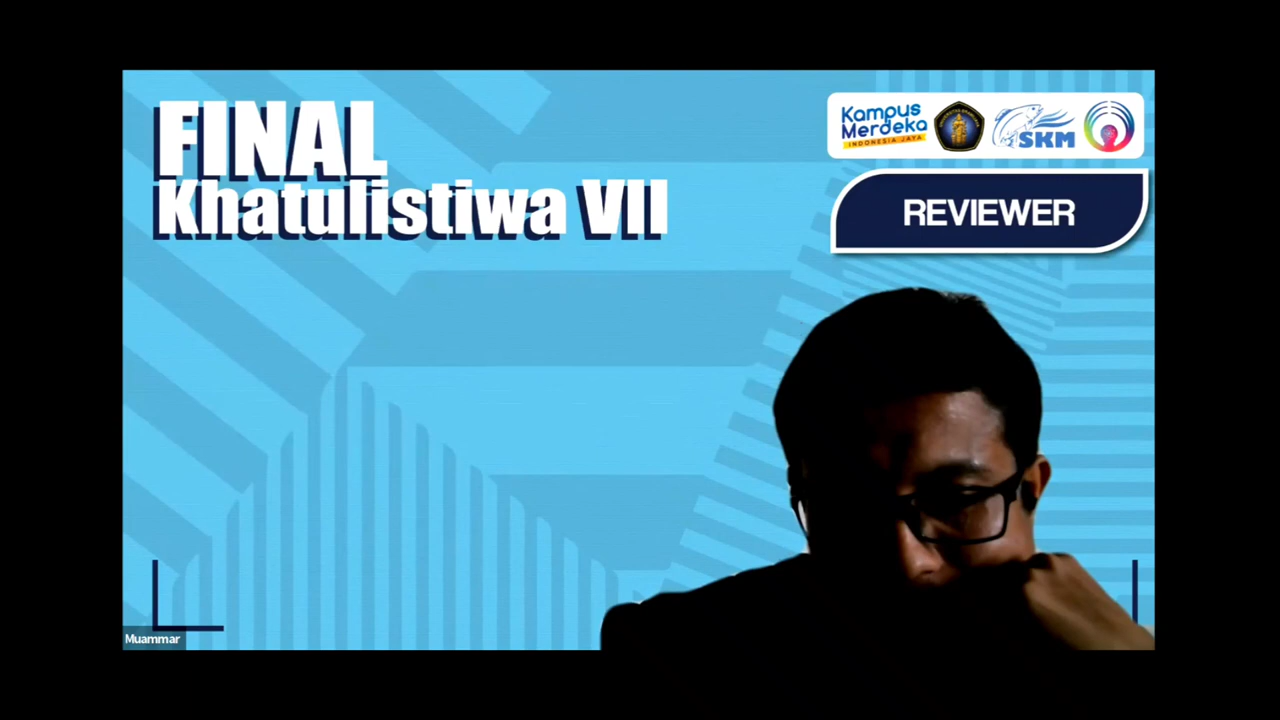 FINAL
Khatulistiwa VII
Kampus
Merdeka
INDONESIA JAYA
SKM
REVIEWER
Muammar